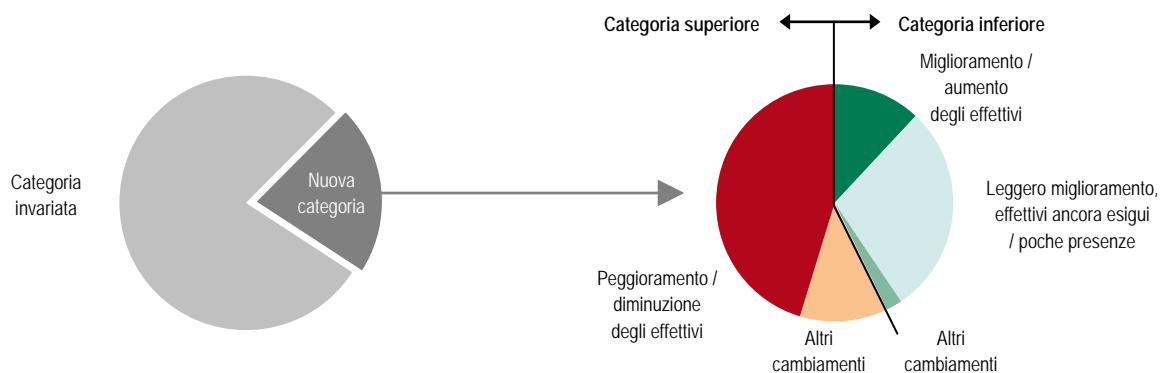 Categoria superiore
Categoria inferiore
Miglioramento /
aumento
degli effettivi
Categoria
invariata
Nuova
categoria
Leggero miglioramento,
effettivi ancora esigui
/ poche presenze
Peggioramento /
diminuzione
degli effettivi
Altri
cambiamenti
Altri
cambiamenti